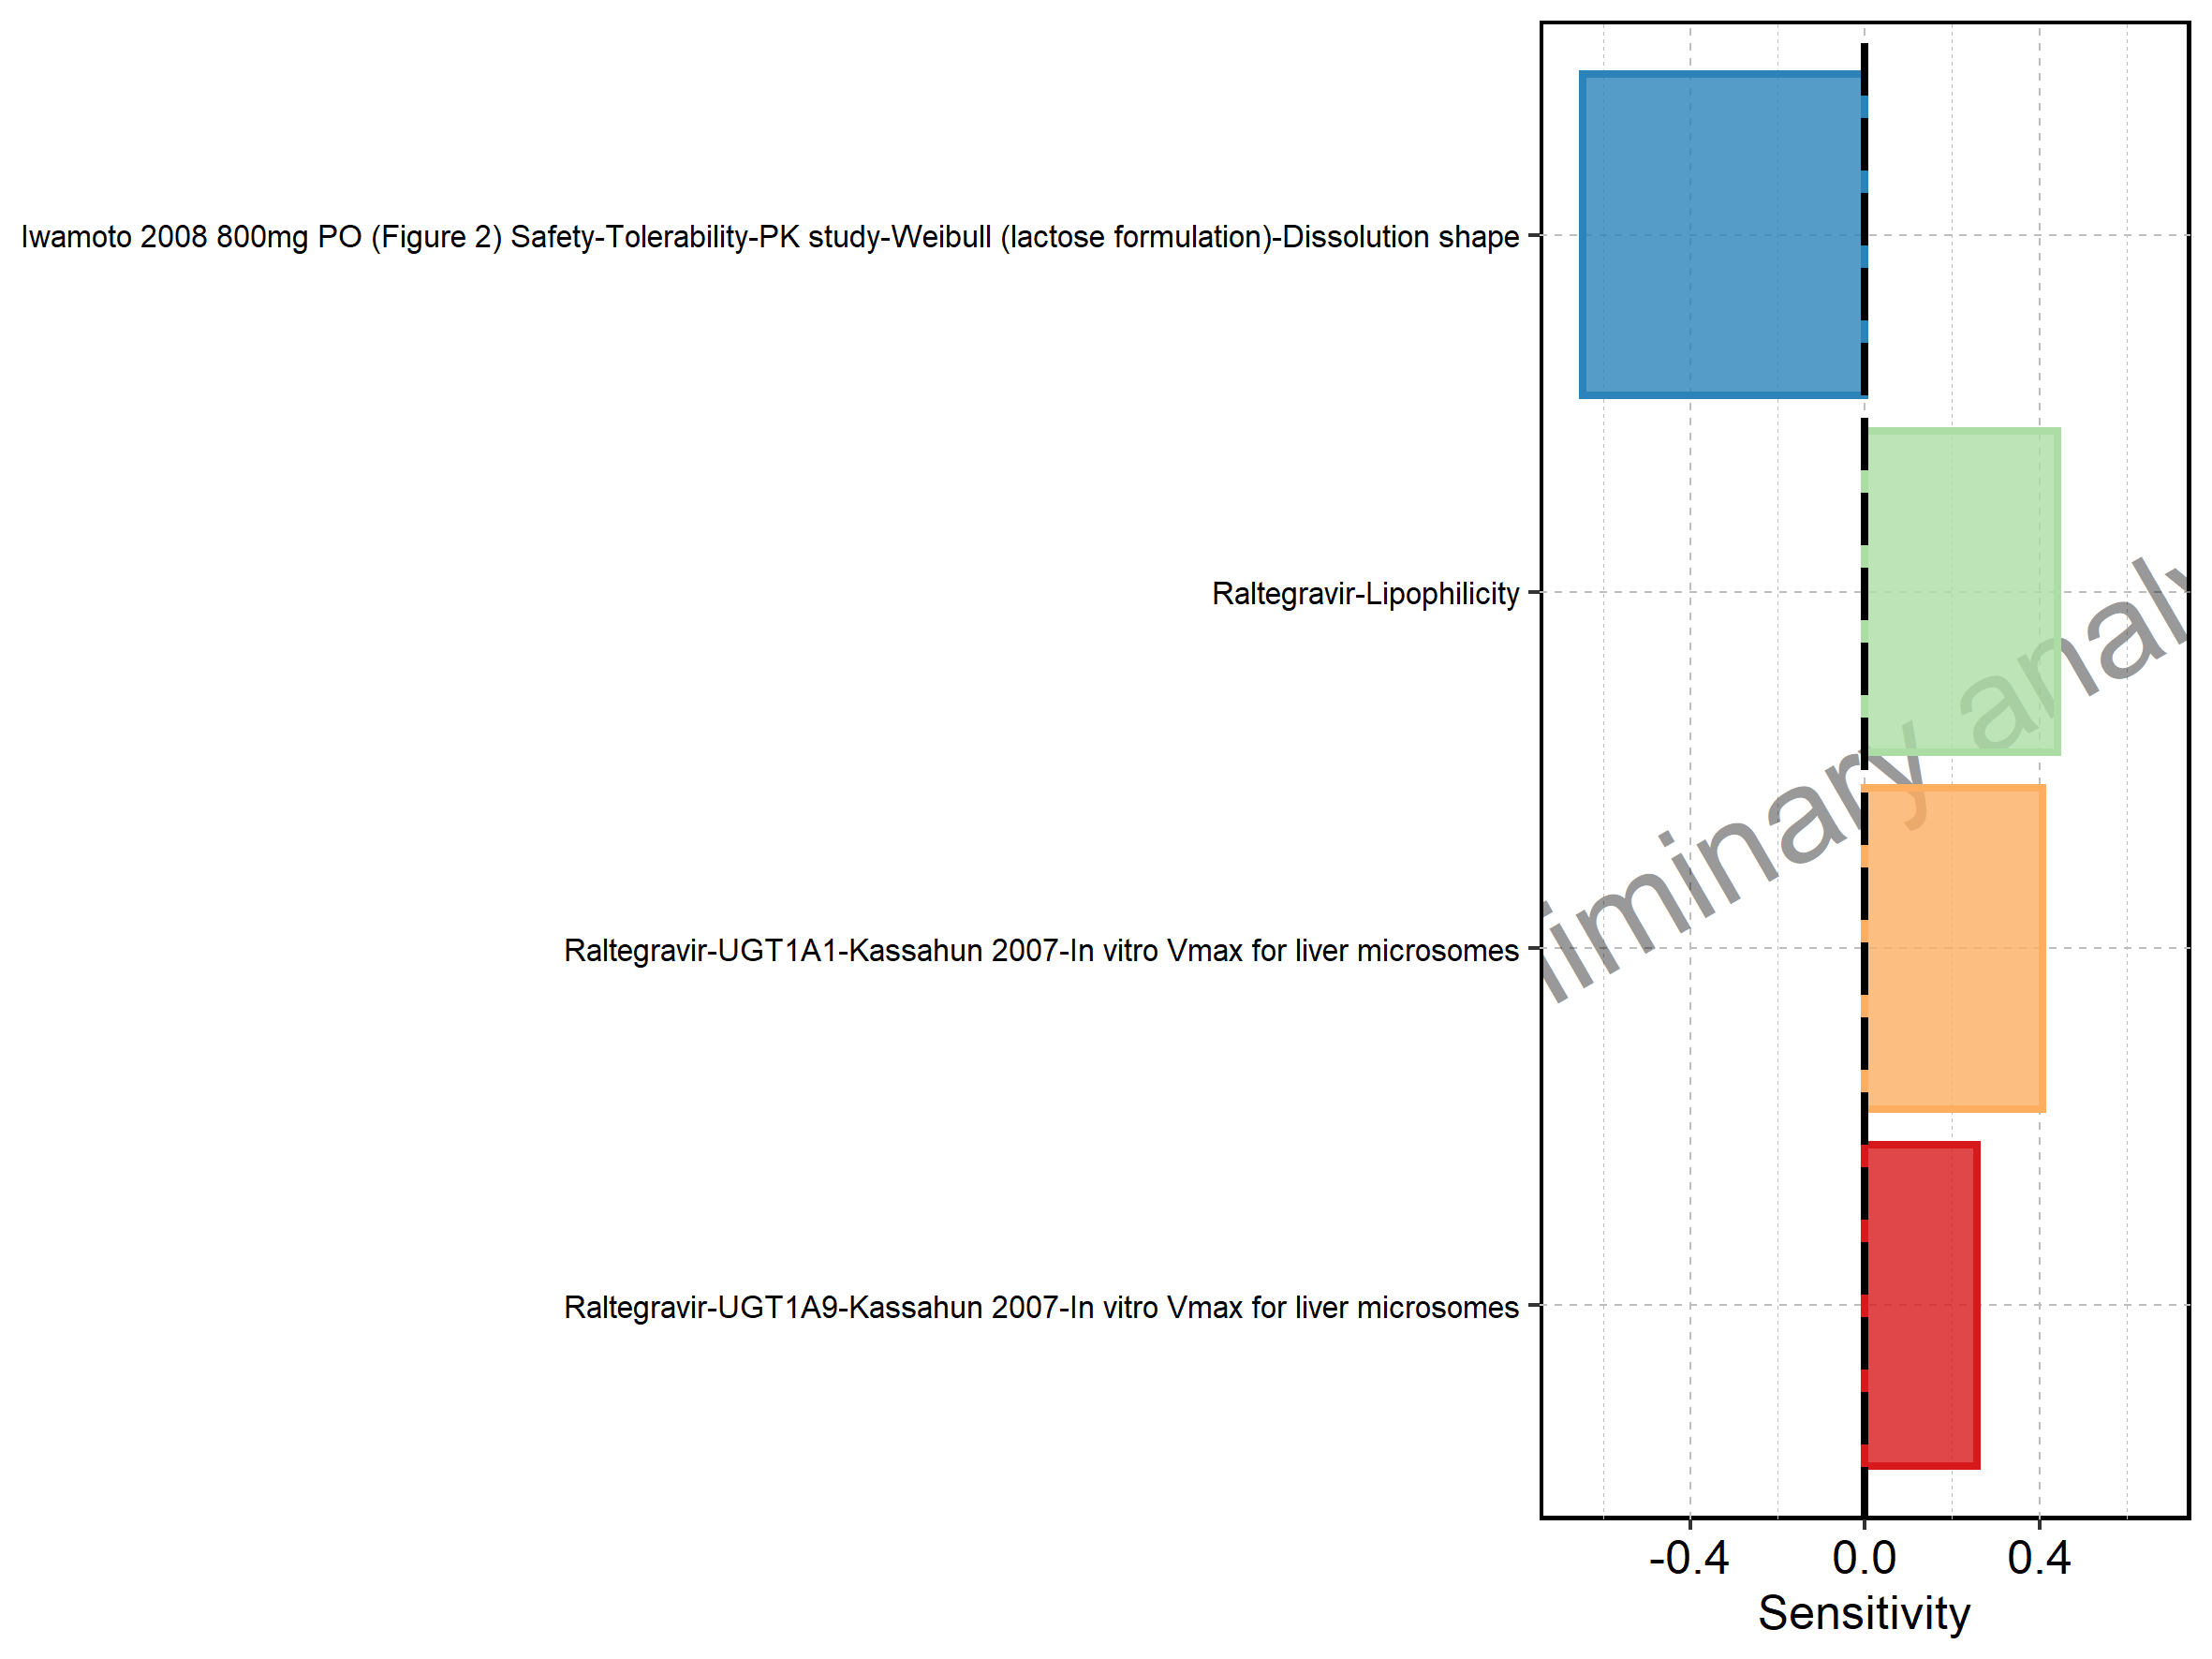 Iwamoto 2008 800mg PO (Figure 2) Safety-Tolerability-PK study-Weibull (lactose formulation)-Dissolution shape
Raltegravir-Lipophilicity
iminary analy
Raltegravir-UGT1A1-Kassahun 2007-In vitro Vmax for liver microsomes
Raltegravir-UGT1A9-Kassahun 2007-In vitro Vmax for liver microsomes
-0.4 0.0 0.4
Sensitivity